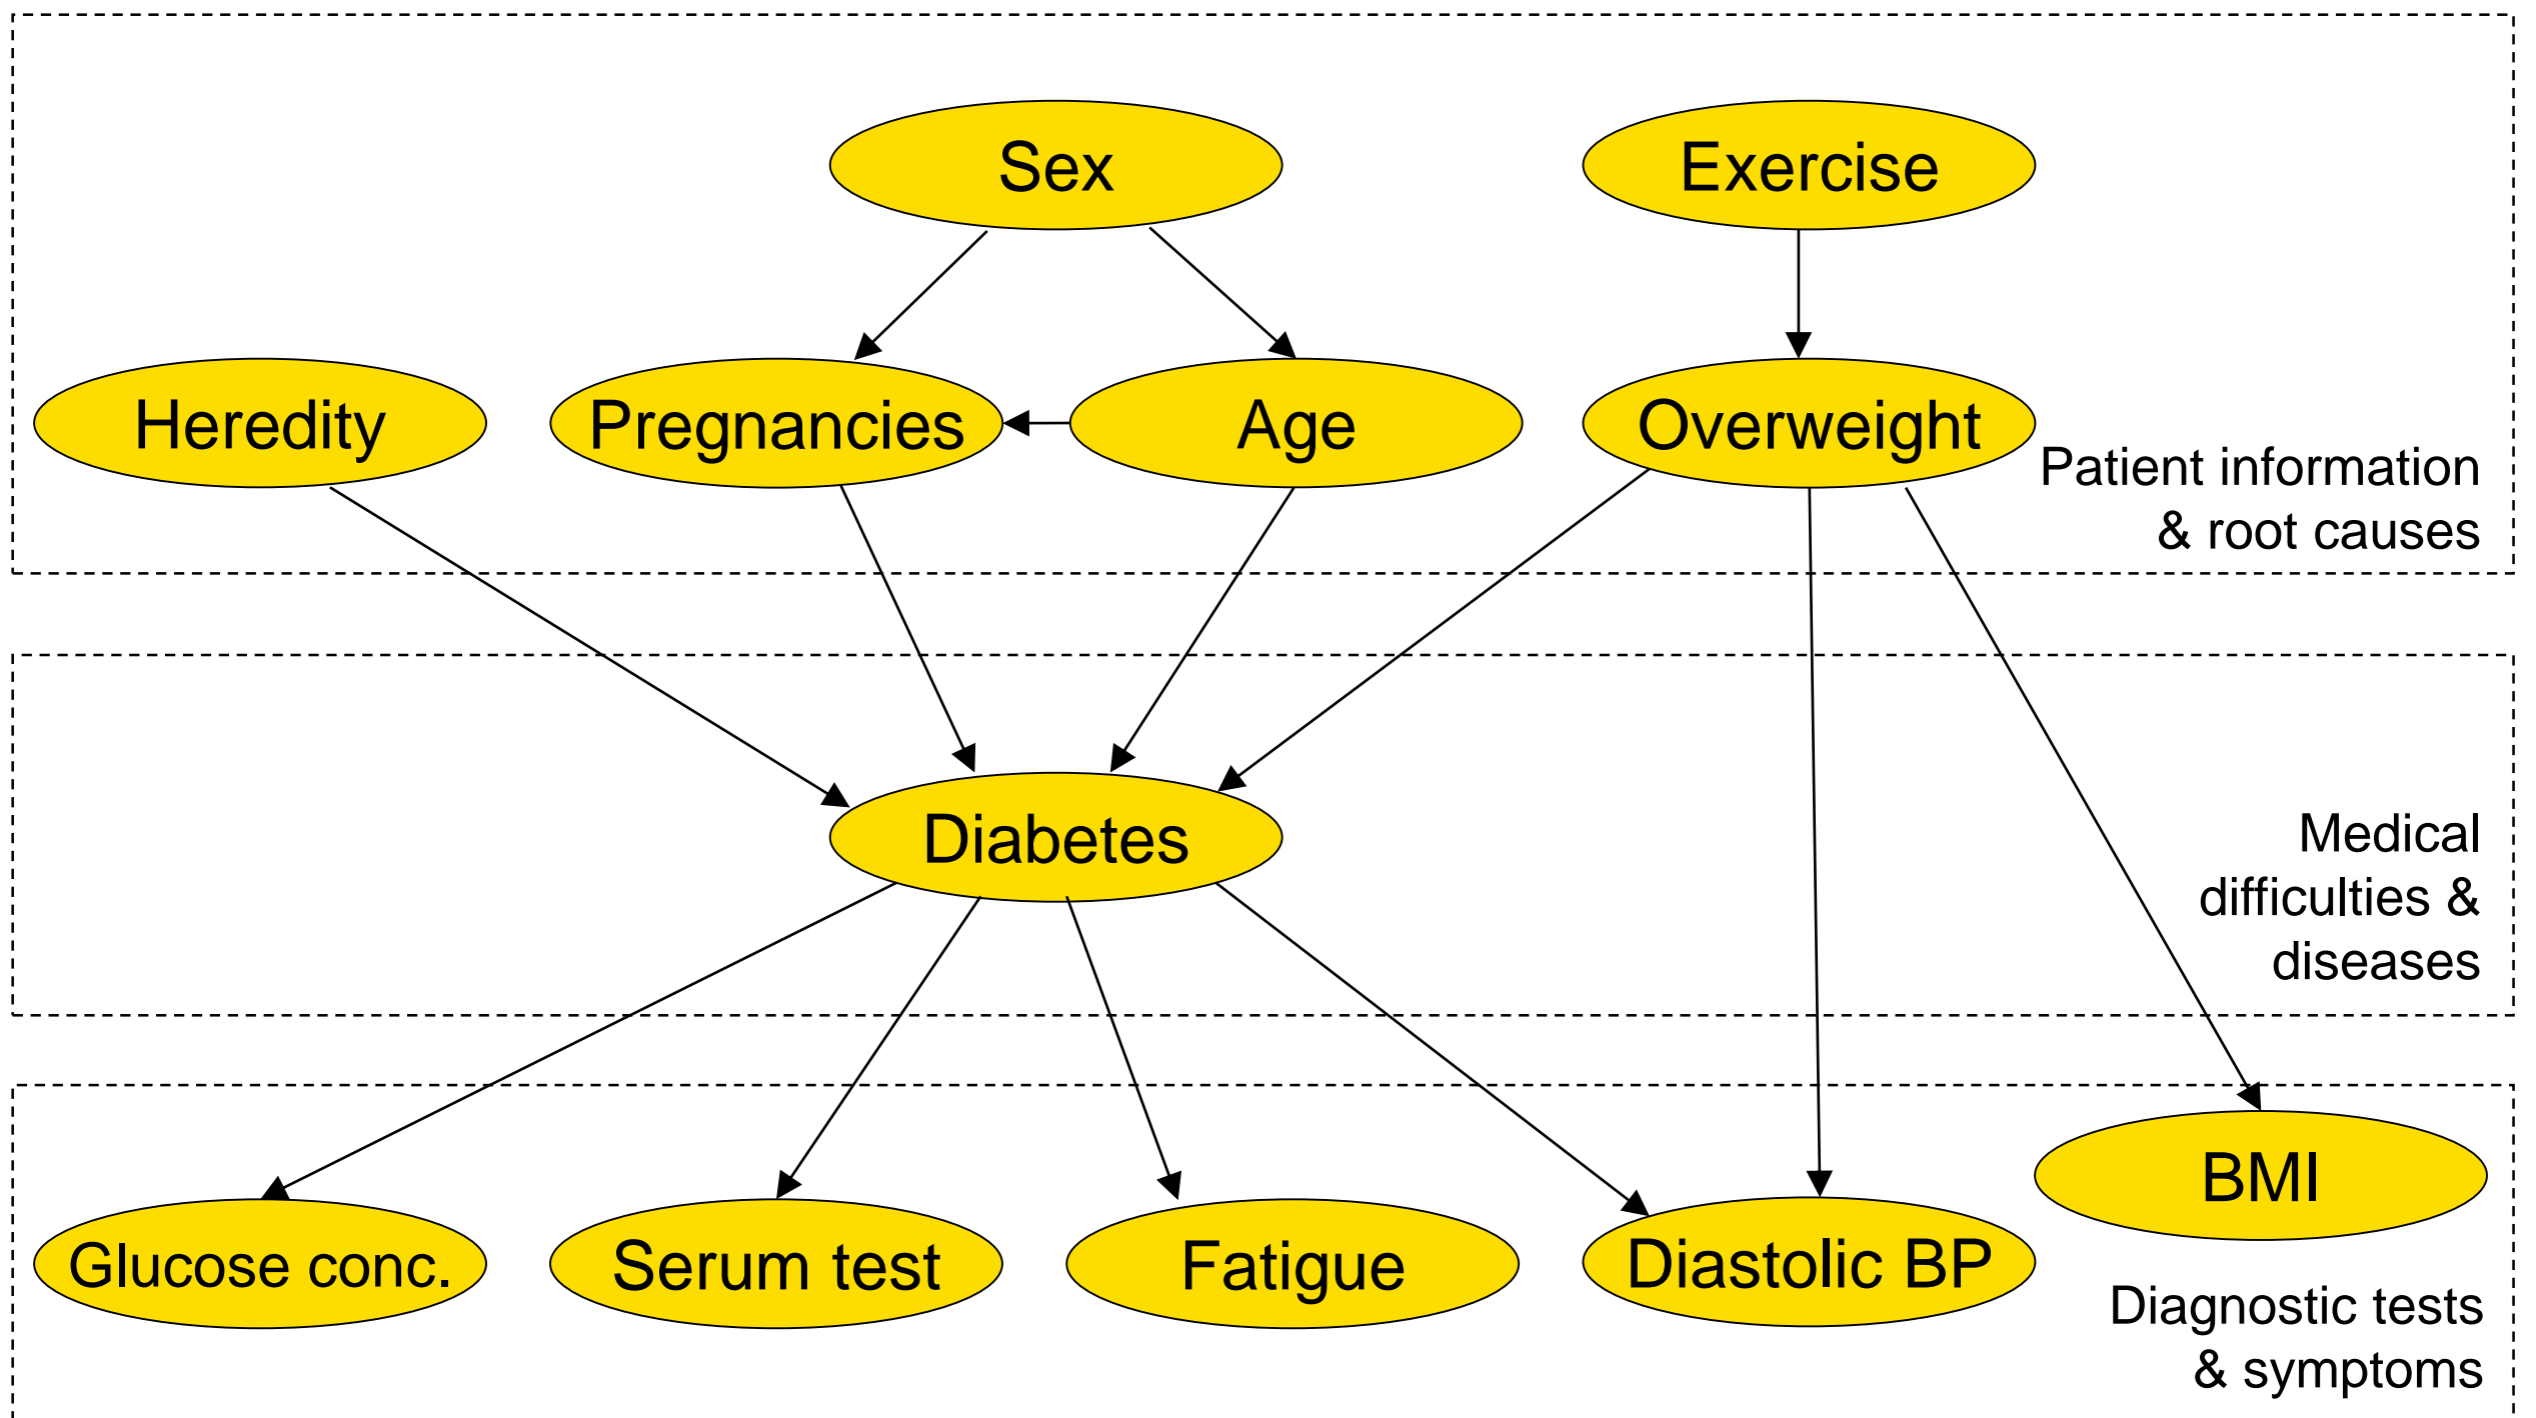 Sex
Exercise
Heredity
Pregnancies
Age
Overweight
Patient information
& root causes
Diabetes
Medical
difficulties &
diseases
BMI
Glucose conc.
Serum test
Fatigue
Diastolic BP
Diagnostic tests
& symptoms